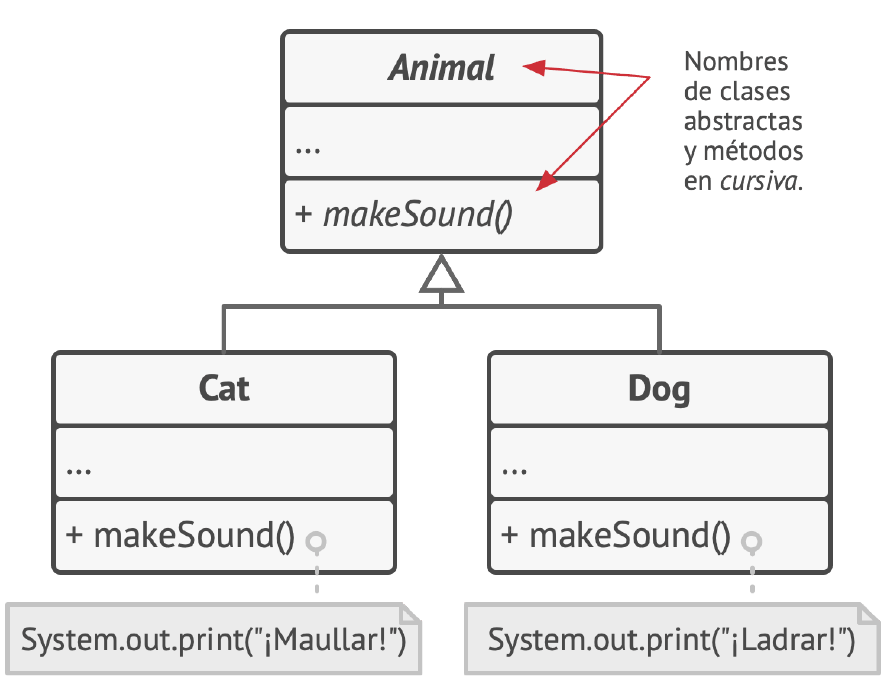 Animal
...
+ makeSound()
Nombres
de clases
abstractas
y métodos
en cursiva.
Cat
...
+ makeSound()
System.out.print("¡Maullar!")
Dog
...
+ makeSound()
System.out.print("¡Ladrar!")